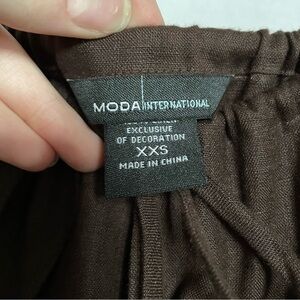 MODA INTERNATIONAL
EXCLUSIVE
OF DECORATION
XXS
MADE IN CHINA